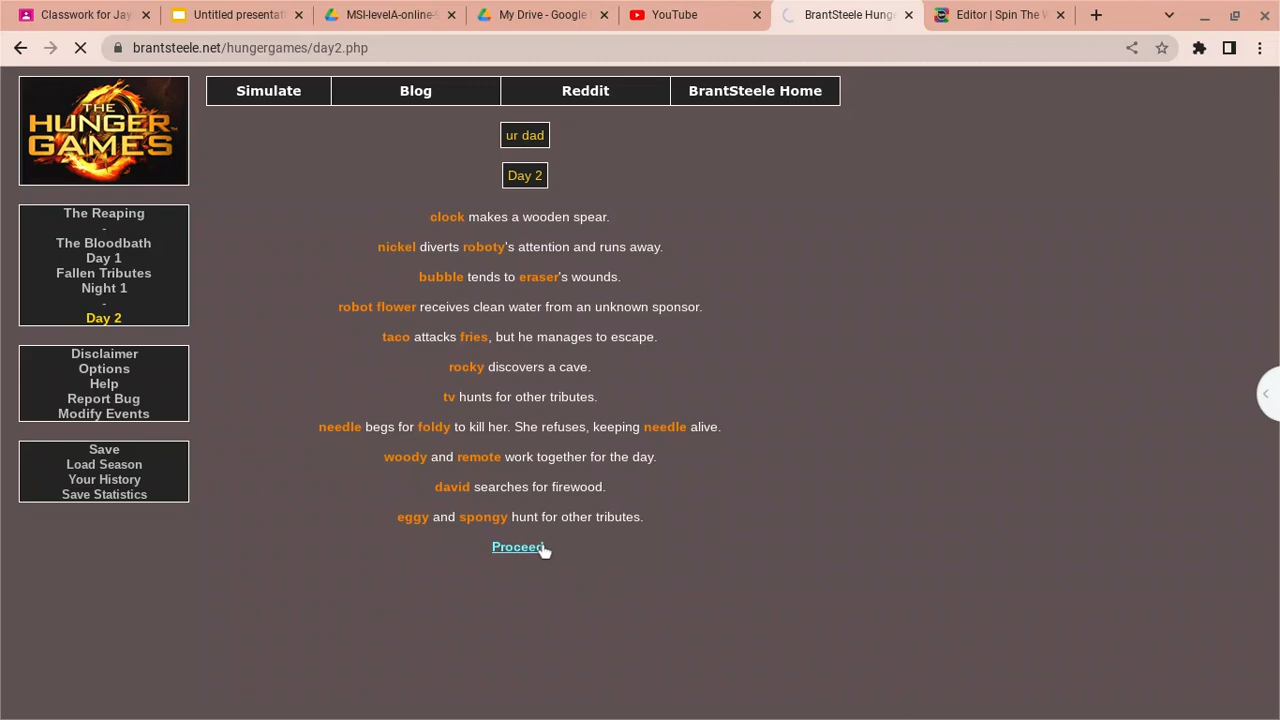 Classwork for Jay
Untitled presentat
MSI-levelA-online-
My Drive - Google
YouTube
BrantSteele Hung
Editor | Spin The W
brantsteele.net/hungergames/day2.php
THE HUNGER GAMES
Simulate
Blog
Reddit
BrantSteele Home
ur dad
Day 2
The Reaping
-
The Bloodbath
Day 1
Fallen Tributes
Night 1
-
Day 2
Disclaimer
Options
Help
Report Bug
Modify Events
Save
Load Season
Your History
Save Statistics
clock makes a wooden spear.
nickel diverts roboty's attention and runs away.
bubble tends to eraser's wounds.
robot flower receives clean water from an unknown sponsor.
taco attacks fries, but he manages to escape.
rocky discovers a cave.
tv hunts for other tributes.
needle begs for foldy to kill her. She refuses, keeping needle alive.
woody and remote work together for the day.
david searches for firewood.
eggy and spongy hunt for other tributes.
Proceed